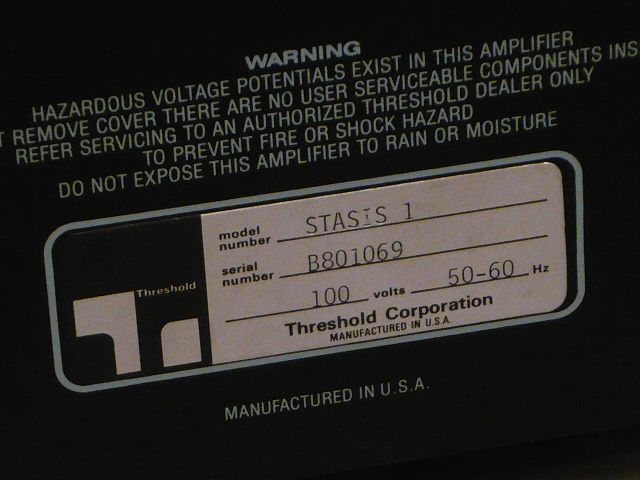 WARNING
HAZARDOUS VOLTAGE POTENTIALS EXIST IN THIS AMPLIFIER
REMOVE COVER THERE ARE NO USER SERVICEABLE COMPONENTS INS
REFER SERVICING TO AN AUTHORIZED THRESHOLD DEALER ONLY
TO PREVENT FIRE OR SHOCK HAZARD
DO NOT EXPOSE THIS AMPLIFIER TO RAIN OR MOISTURE
model number STASIS 1
serial number B801069
100 volts 50-60 Hz
Threshold
Threshold Corporation
MANUFACTURED IN U.S.A.
MANUFACTURED IN U.S.A.